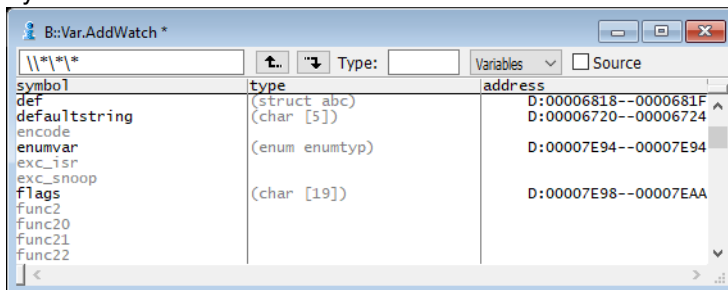 B::Var.AddWatch *
\\*\*\* Type: Variables Source
symbol type address
def (struct abc) D:00006818--0000681F
defaultstring (char [5]) D:00006720--00006724
encode
enumvar (enum enumtyp) D:00007E94--00007E94
exc_isr
exc_snoop
flags (char [19]) D:00007E98--00007EAA
func2
func20
func21
func22